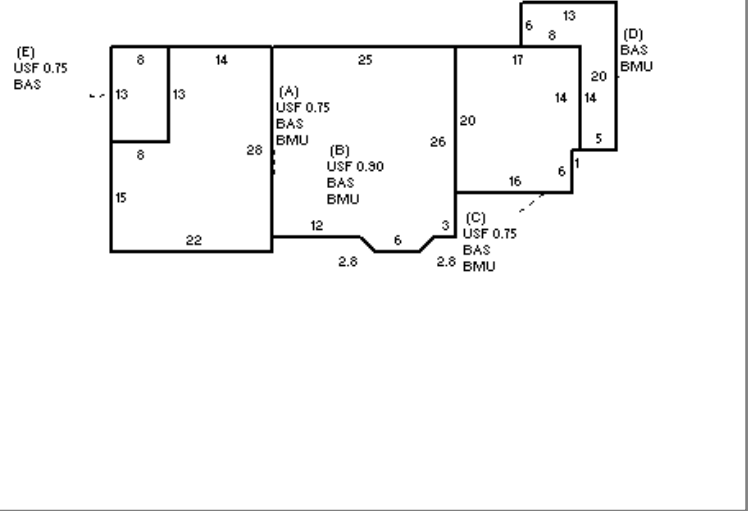 13
6
8
(D)
BAS
BMU
(E)
USF 0.75
BAS
8
14
25
17
20
13
13
(A)
USF 0.75
BAS
BMU
14
14
20
26
5
28
(B)
USF 0.90
BAS
BMU
8
1
6
16
15
12
3
(C)
USF 0.75
BAS
BMU
22
6
2.8
2.8